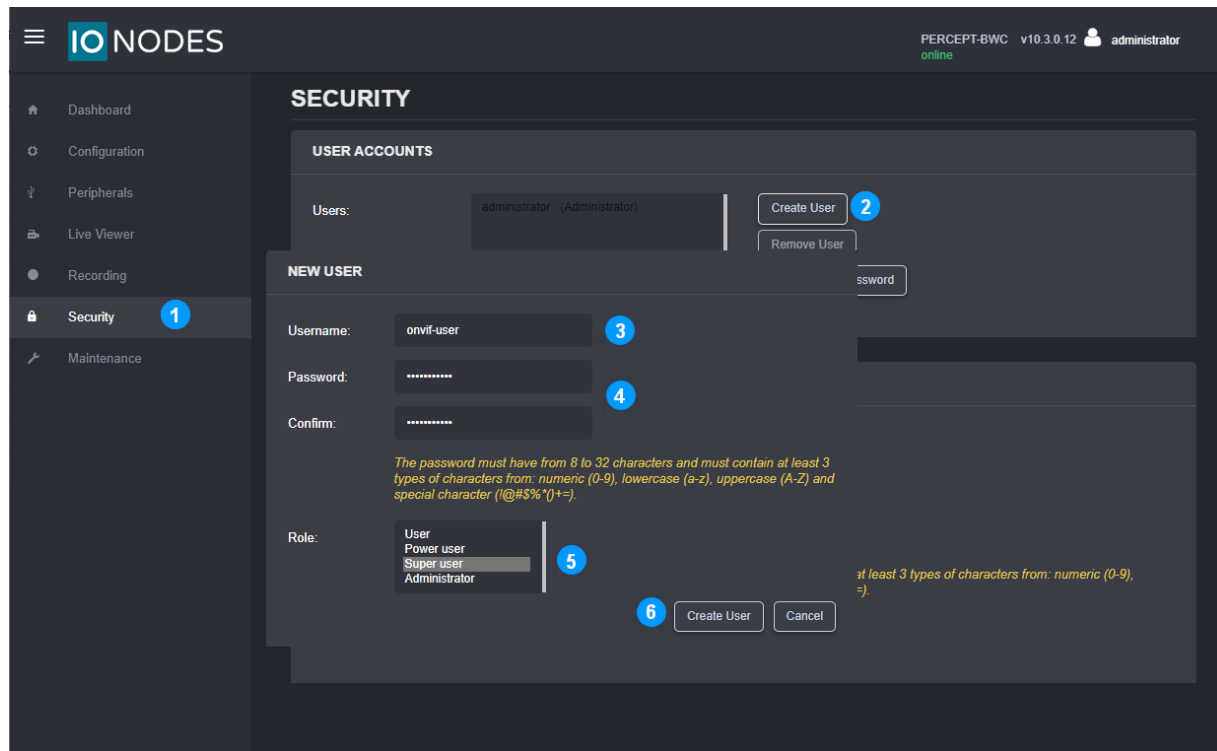 IO NODES
PERCEPT-BWC v10.3.0.12 administrator
online
Dashboard
Configuration
Peripherals
Live Viewer
Recording
Security 1
Maintenance
SECURITY
USER ACCOUNTS
Users:
administrator (Administrator)
Create User 2
Remove User
ssword
NEW USER
Username: onvif-user 3
Password: •••••••••••
4
Confirm: •••••••••••
The password must have from 8 to 32 characters and must contain at least 3
types of characters from: numeric (0-9), lowercase (a-z), uppercase (A-Z) and
special character (!@#$%*()+=).
Role:
User
Power user
Super user
Administrator
5
at least 3 types of characters from: numeric (0-9),
=).
6 Create User Cancel